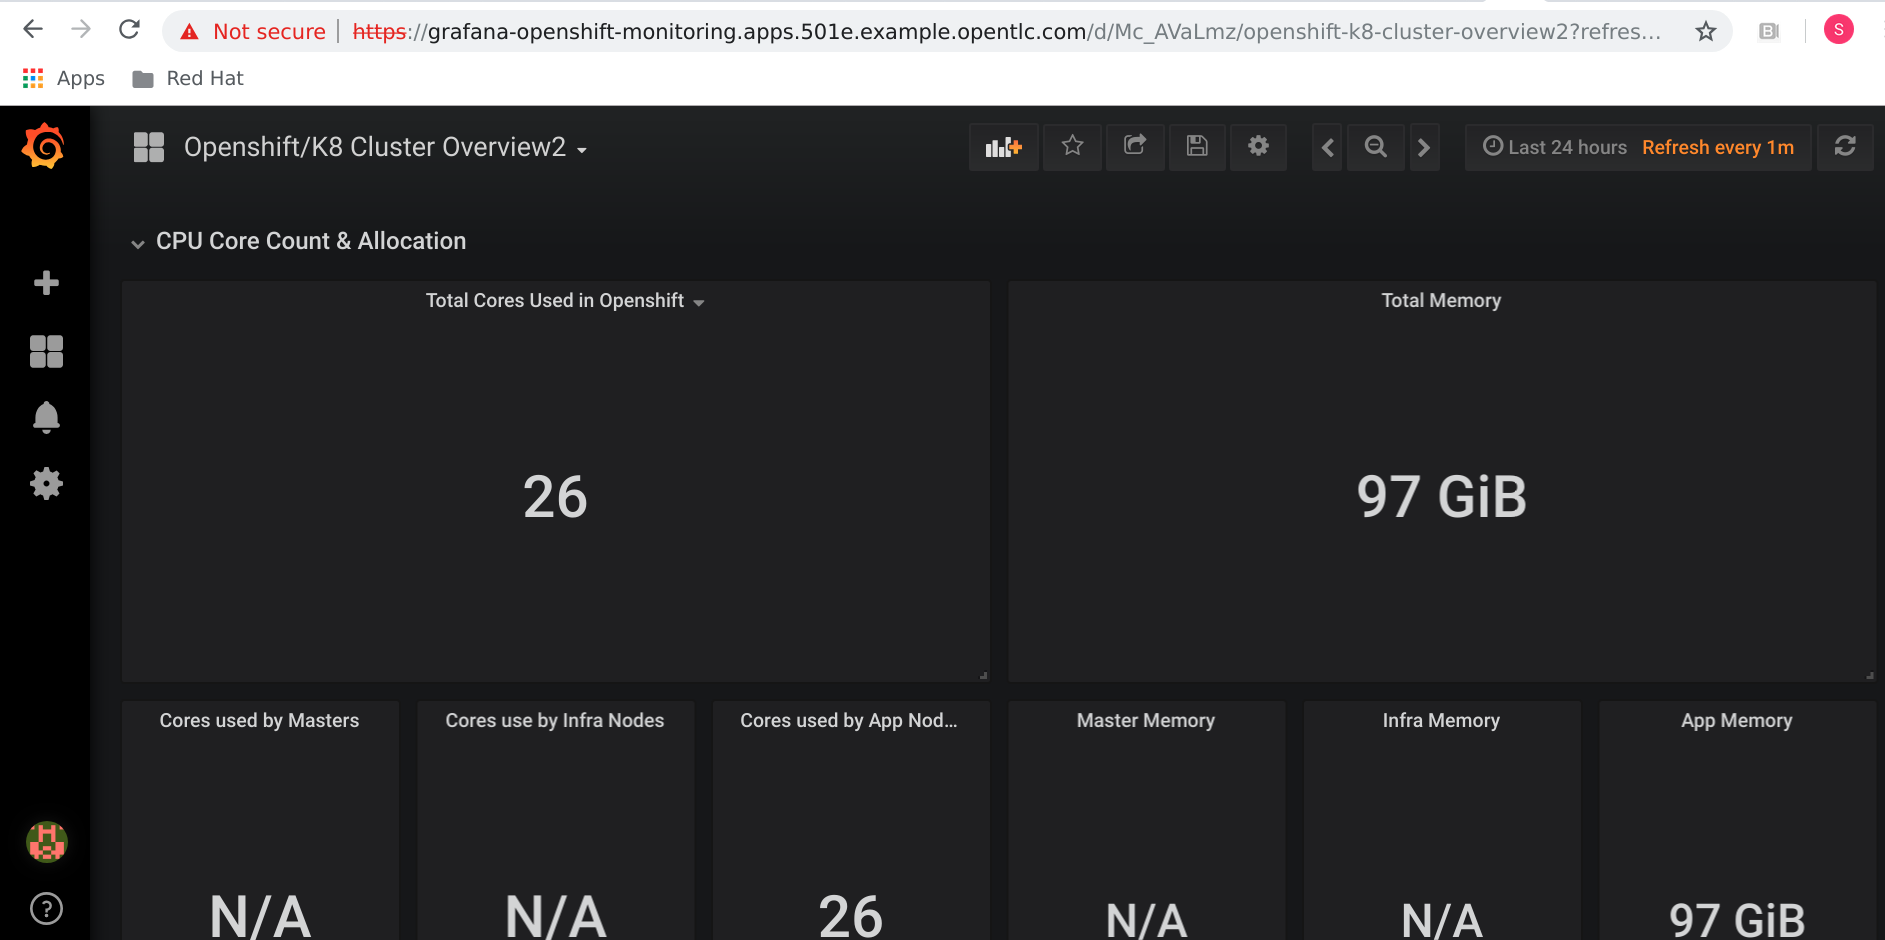 Not secure | https://grafana-openshift-monitoring.apps.501e.example.opentlc.com/d/Mc_AVaLmz/openshift-k8-cluster-overview2?refres...
S
Apps Red Hat
Openshift/K8 Cluster Overview2
Last 24 hours Refresh every 1m
CPU Core Count & Allocation
Total Cores Used in Openshift
Total Memory
26
97 GiB
Cores used by Masters
Cores use by Infra Nodes
Cores used by App Nod...
Master Memory
Infra Memory
App Memory
N/A
N/A
26
N/A
N/A
97 GiB